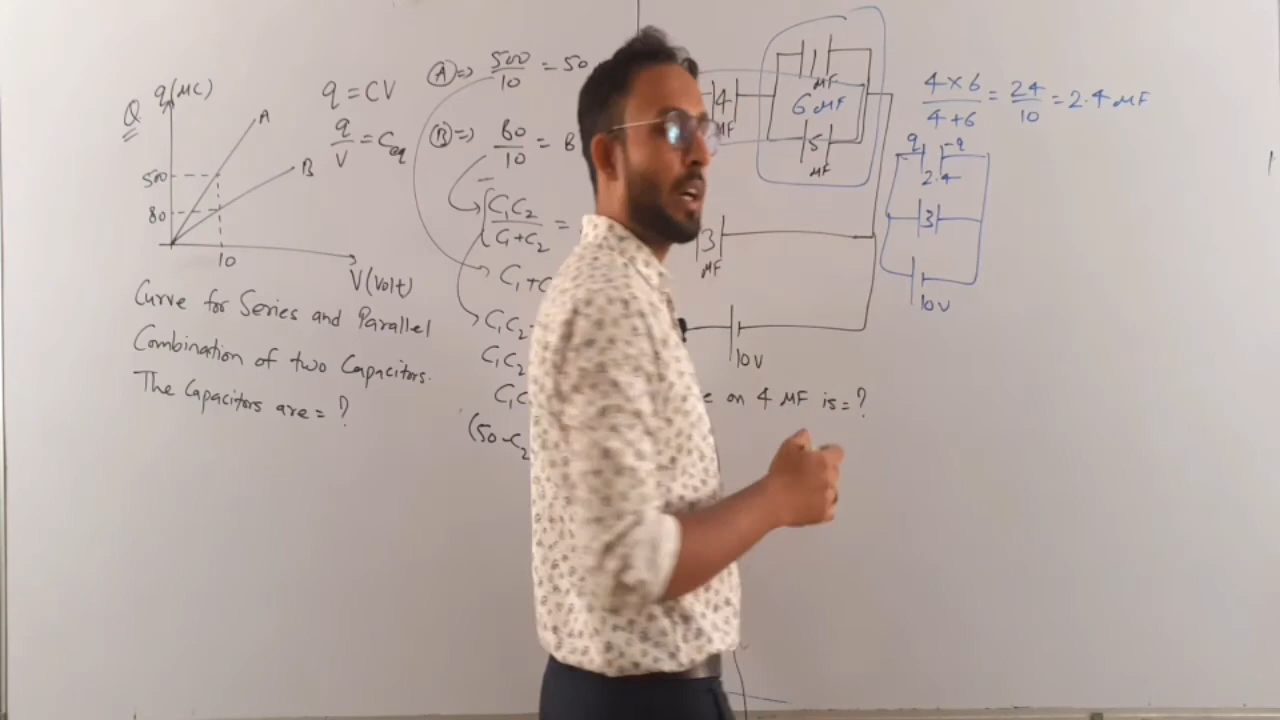 Q q(μC)
A
B
500
80
10
V(Volt)
q = CV
q/V = Ceq
Curve for Series and Parallel
Combination of two Capacitors.
The Capacitors are = ?
Ⓐ⇒ 500/10 = 50
Ⓑ⇒ 80/10 = 8
C₁C₂/C₁+C₂ =
C₁+C
C₁C₂
C₁C₂
C₁C
(50-C₂
4
μF
1
μF
6 μF
5
μF
3
μF
10V
on 4 μF is = ?
4×6/4+6 = 24/10 = 2.4 μF
q -q
2.4
3
10V